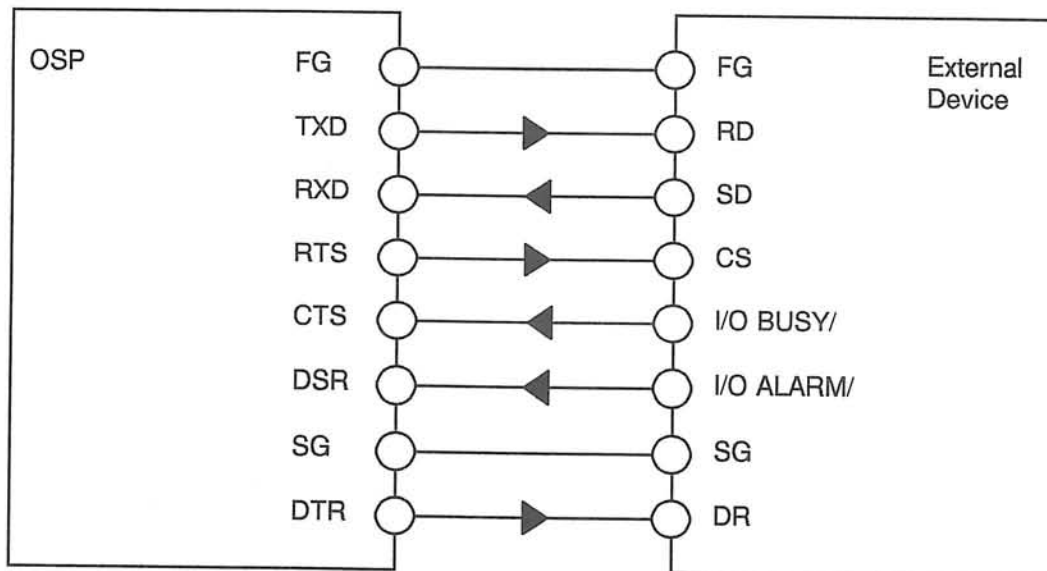 OSP
External
Device
FG FG
TXD RD
RXD SD
RTS CS
CTS I/O BUSY/
DSR I/O ALARM/
SG SG
DTR DR